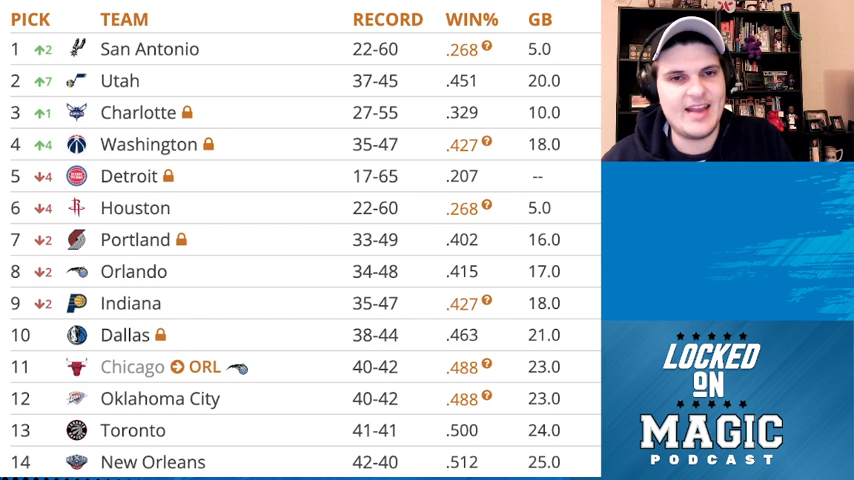 PICK TEAM RECORD WIN% GB
1 ↑2 San Antonio 22-60 .268 ? 5.0
2 ↑7 Utah 37-45 .451 20.0
3 ↑1 Charlotte 27-55 .329 10.0
4 ↑4 Washington 35-47 .427 ? 18.0
5 ↓4 Detroit 17-65 .207 --
6 ↓4 Houston 22-60 .268 ? 5.0
7 ↓2 Portland 33-49 .402 16.0
8 ↓2 Orlando 34-48 .415 17.0
9 ↓2 Indiana 35-47 .427 ? 18.0
10 Dallas 38-44 .463 21.0
11 Chicago → ORL 40-42 .488 ? 23.0
12 Oklahoma City 40-42 .488 ? 23.0
13 Toronto 41-41 .500 24.0
14 New Orleans 42-40 .512 25.0
LOCKED
ON
MAGIC
PODCAST